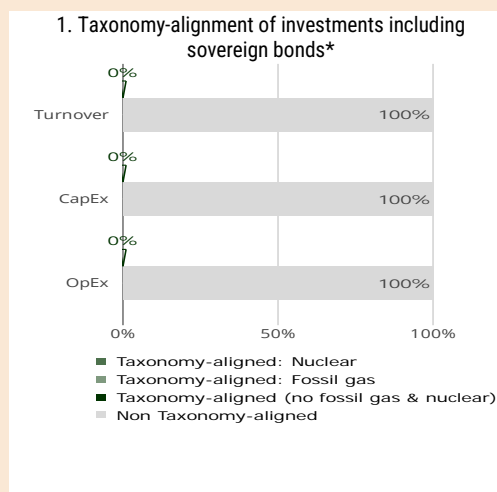 1. Taxonomy-alignment of investments including
sovereign bonds*
0%
Turnover 100%
0%
CapEx 100%
0%
OpEx 100%
0% 50% 100%
Taxonomy-aligned: Nuclear
Taxonomy-aligned: Fossil gas
Taxonomy-aligned (no fossil gas & nuclear)
Non Taxonomy-aligned